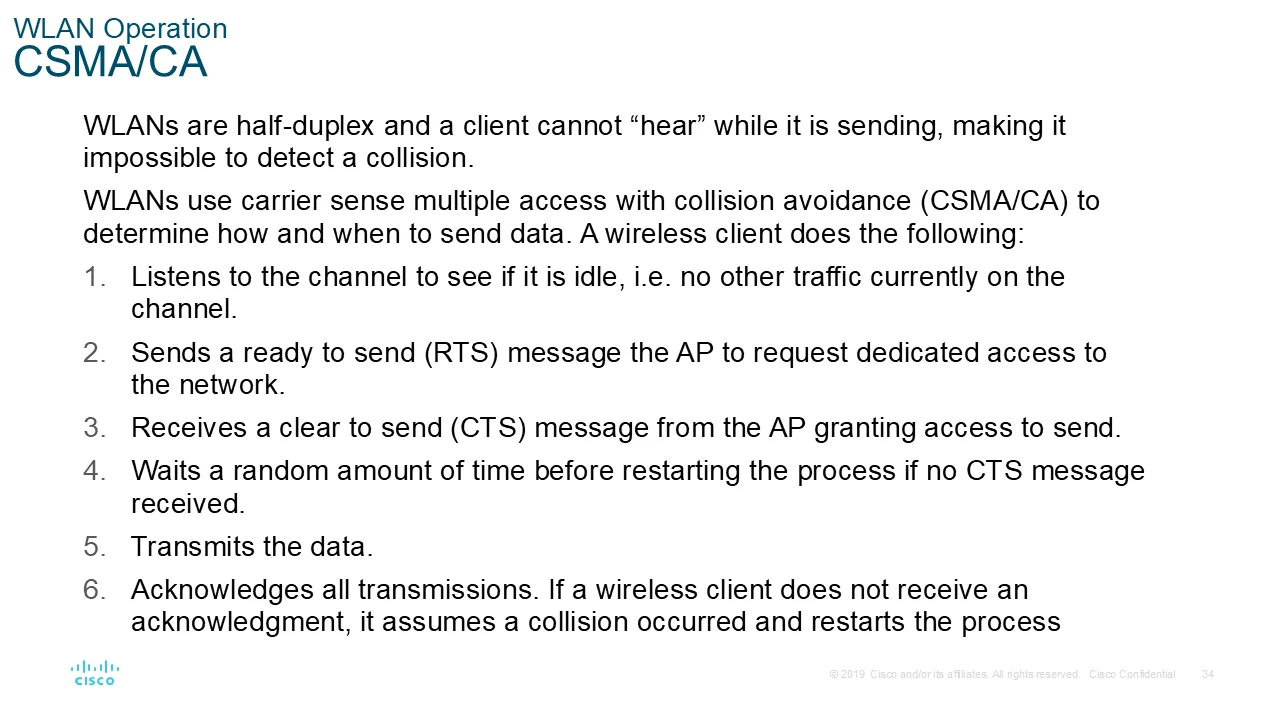 WLAN Operation
CSMA/CA
WLANs are half-duplex and a client cannot “hear” while it is sending, making it
impossible to detect a collision.
WLANs use carrier sense multiple access with collision avoidance (CSMA/CA) to
determine how and when to send data. A wireless client does the following:
1. Listens to the channel to see if it is idle, i.e. no other traffic currently on the
channel.
2. Sends a ready to send (RTS) message the AP to request dedicated access to
the network.
3. Receives a clear to send (CTS) message from the AP granting access to send.
4. Waits a random amount of time before restarting the process if no CTS message
received.
5. Transmits the data.
6. Acknowledges all transmissions. If a wireless client does not receive an
acknowledgment, it assumes a collision occurred and restarts the process
CISCO
© 2019 Cisco and/or its affiliates. All rights reserved. Cisco Confidential 34